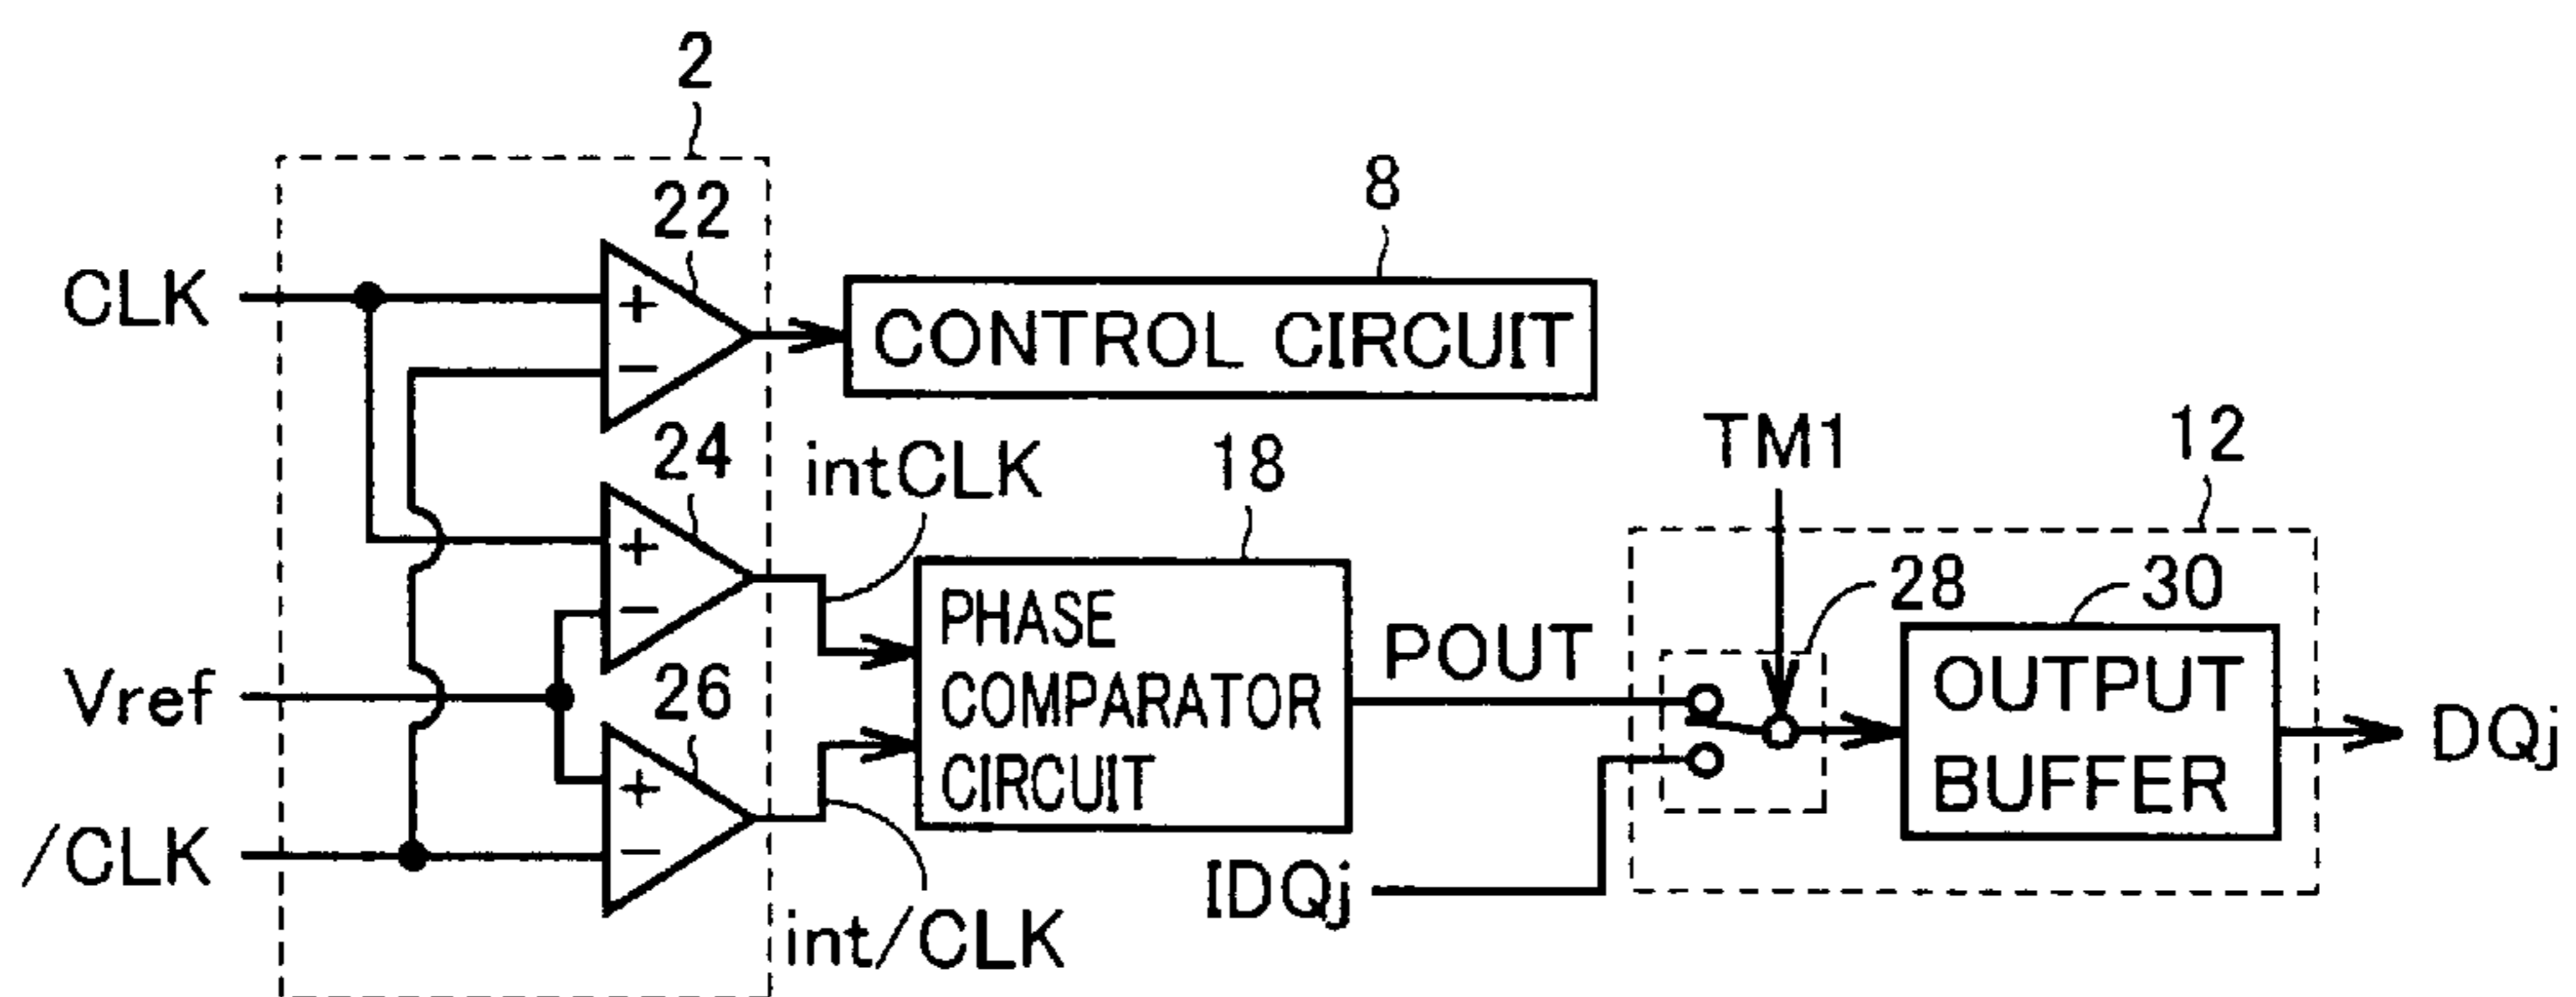 2
22
8
CLK
+
−
CONTROL CIRCUIT
24
intCLK
18
TM1
12
+
−
28
30
PHASE
COMPARATOR
CIRCUIT
POUT
OUTPUT
BUFFER
DQj
Vref
26
+
−
/CLK
int/CLK
IDQj